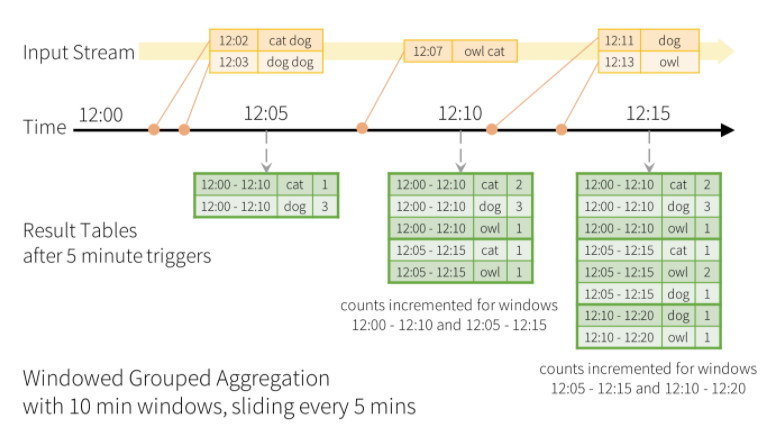 Input Stream
12:02 cat dog
12:03 dog dog
12:07 owl cat
12:11 dog
12:13 owl
Time
12:00
12:05
12:10
12:15
Result Tables
after 5 minute triggers
12:00 - 12:10 cat 1
12:00 - 12:10 dog 3
12:00 - 12:10 cat 2
12:00 - 12:10 dog 3
12:00 - 12:10 owl 1
12:05 - 12:15 cat 1
12:05 - 12:15 owl 1
counts incremented for windows
12:00 - 12:10 and 12:05 - 12:15
12:00 - 12:10 cat 2
12:00 - 12:10 dog 3
12:00 - 12:10 owl 1
12:05 - 12:15 cat 1
12:05 - 12:15 owl 2
12:05 - 12:15 dog 1
12:10 - 12:20 dog 1
12:10 - 12:20 owl 1
counts incremented for windows
12:05 - 12:15 and 12:10 - 12:20
Windowed Grouped Aggregation
with 10 min windows, sliding every 5 mins